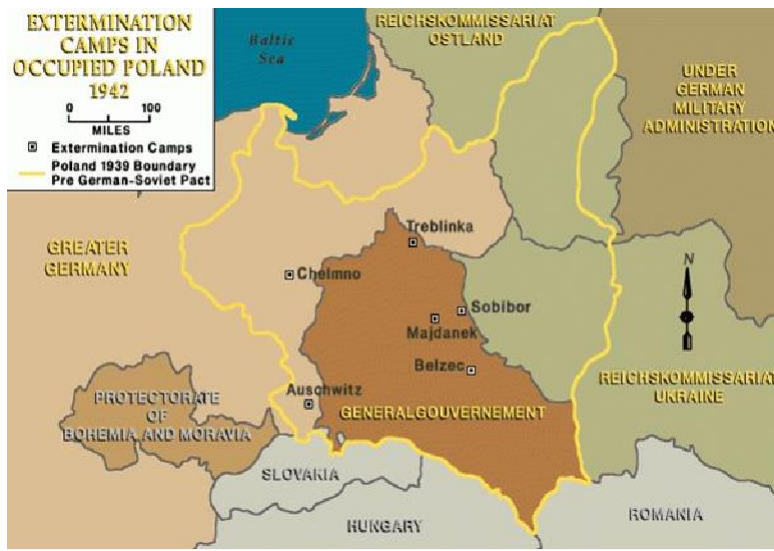 EXTERMINATION
CAMPS IN
OCCUPIED POLAND
1942
0 100
MILES
Extermination Camps
Poland 1939 Boundary
Pre German-Soviet Pact
Baltic
Sea
REICHSKOMMISSARIAT
OSTLAND
UNDER
GERMAN
MILITARY
ADMINISTRATION
GREATER
GERMANY
Treblinka
Chelmno
N
Sobibor
Majdanek
Belzec
Auschwitz
GENERALGOUVERNEMENT
REICHSKOMMISSARIAT
UKRAINE
PROTECTORATE
OF
BOHEMIA AND MORAVIA
SLOVAKIA
HUNGARY
ROMANIA